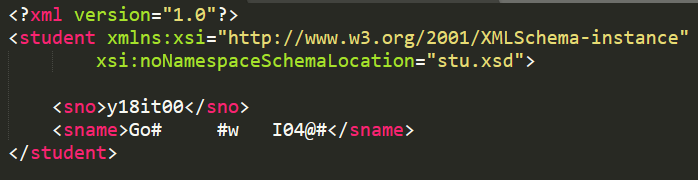 <?xml version="1.0"?>
<student xmlns:xsi="http://www.w3.org/2001/XMLSchema-instance"
        xsi:noNamespaceSchemaLocation="stu.xsd">
    <sno>y18it00</sno>
    <sname>Go#     #w   I04@#</sname>
</student>